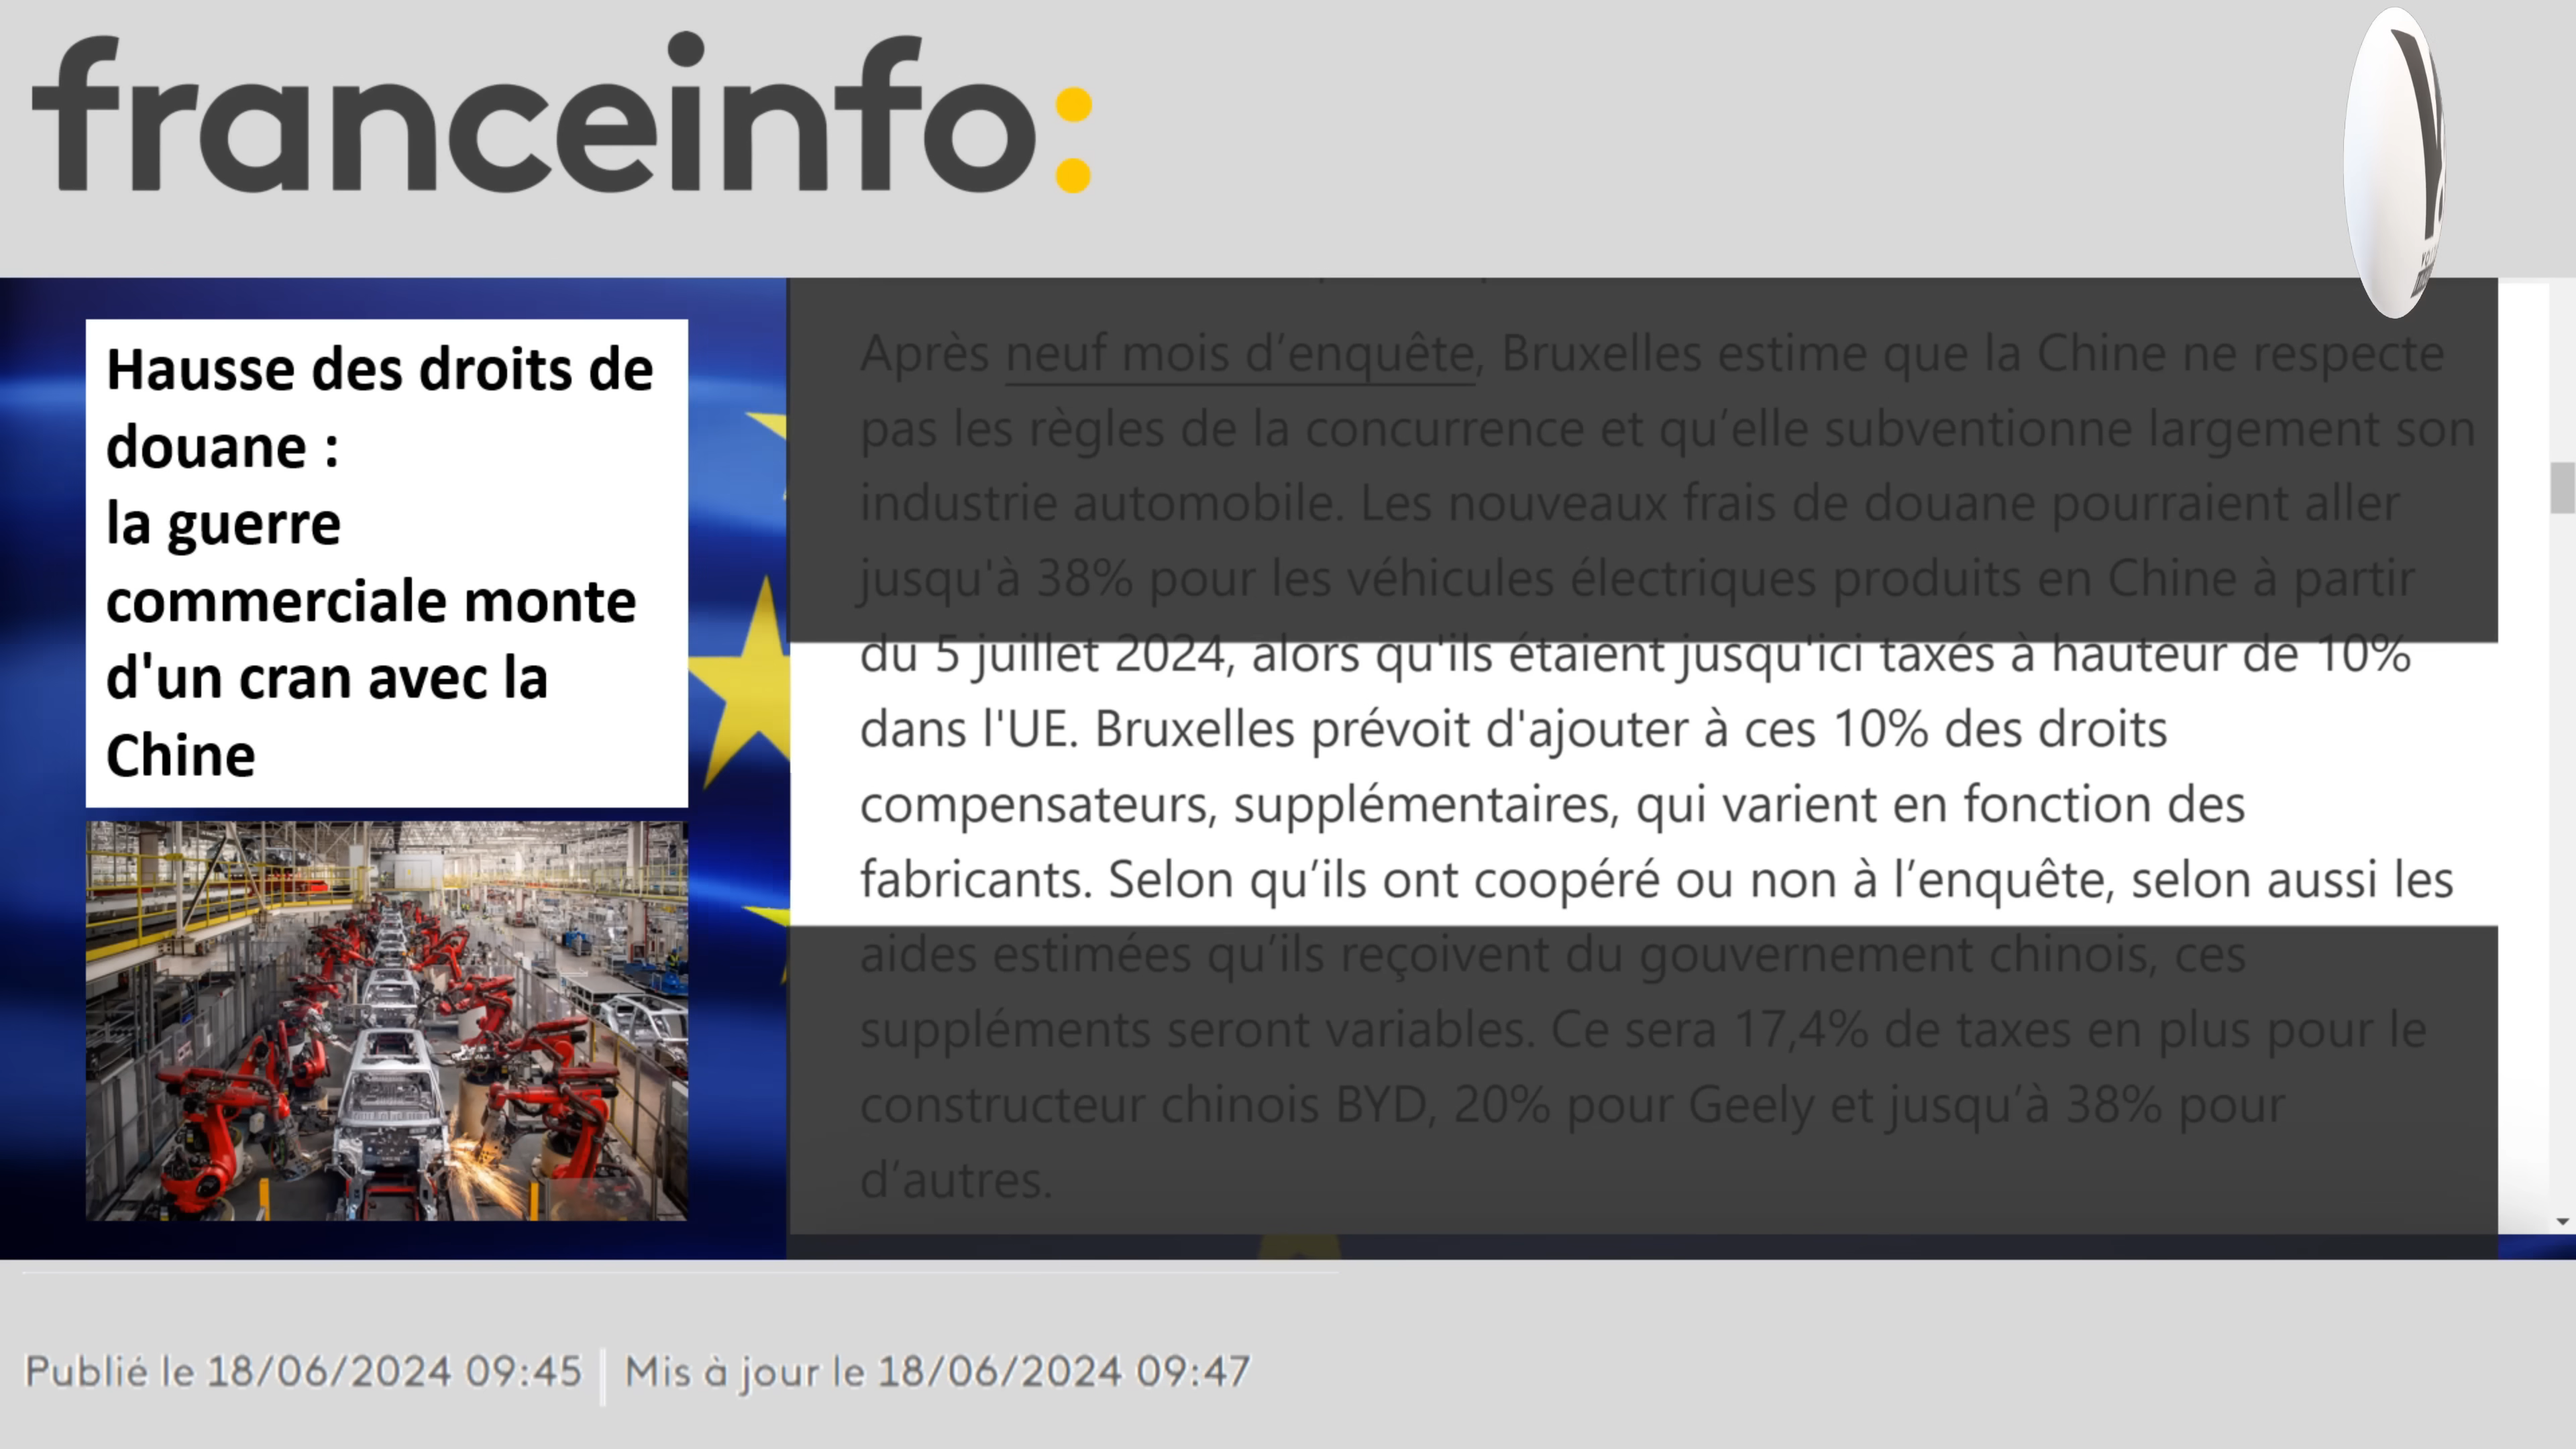 franceinfo:
Hausse des droits de
douane :
la guerre
commerciale monte
d'un cran avec la
Chine
Après neuf mois d’enquête, Bruxelles estime que la Chine ne respecte
pas les règles de la concurrence et qu’elle subventionne largement son
industrie automobile. Les nouveaux frais de douane pourraient aller
jusqu'à 38% pour les véhicules électriques produits en Chine à partir
du 5 juillet 2024, alors qu'ils étaient jusqu'ici taxés à hauteur de 10%
dans l'UE. Bruxelles prévoit d'ajouter à ces 10% des droits
compensateurs, supplémentaires, qui varient en fonction des
fabricants. Selon qu’ils ont coopéré ou non à l’enquête, selon aussi les
aides estimées qu’ils reçoivent du gouvernement chinois, ces
suppléments seront variables. Ce sera 17,4% de taxes en plus pour le
constructeur chinois BYD, 20% pour Geely et jusqu’à 38% pour
d’autres.
Publié le 18/06/2024 09:45 | Mis à jour le 18/06/2024 09:47